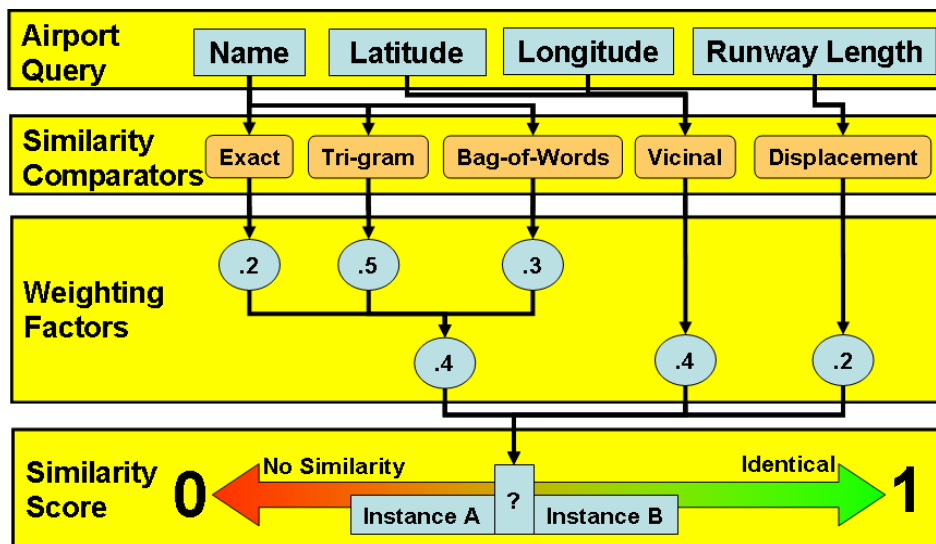 Airport
Query
Name
Latitude
Longitude
Runway Length
Similarity
Comparators
Exact
Tri-gram
Bag-of-Words
Vicinal
Displacement
Weighting
Factors
.2
.5
.3
.4
.4
.2
Similarity
Score
0
No Similarity
Identical
1
?
Instance A
Instance B